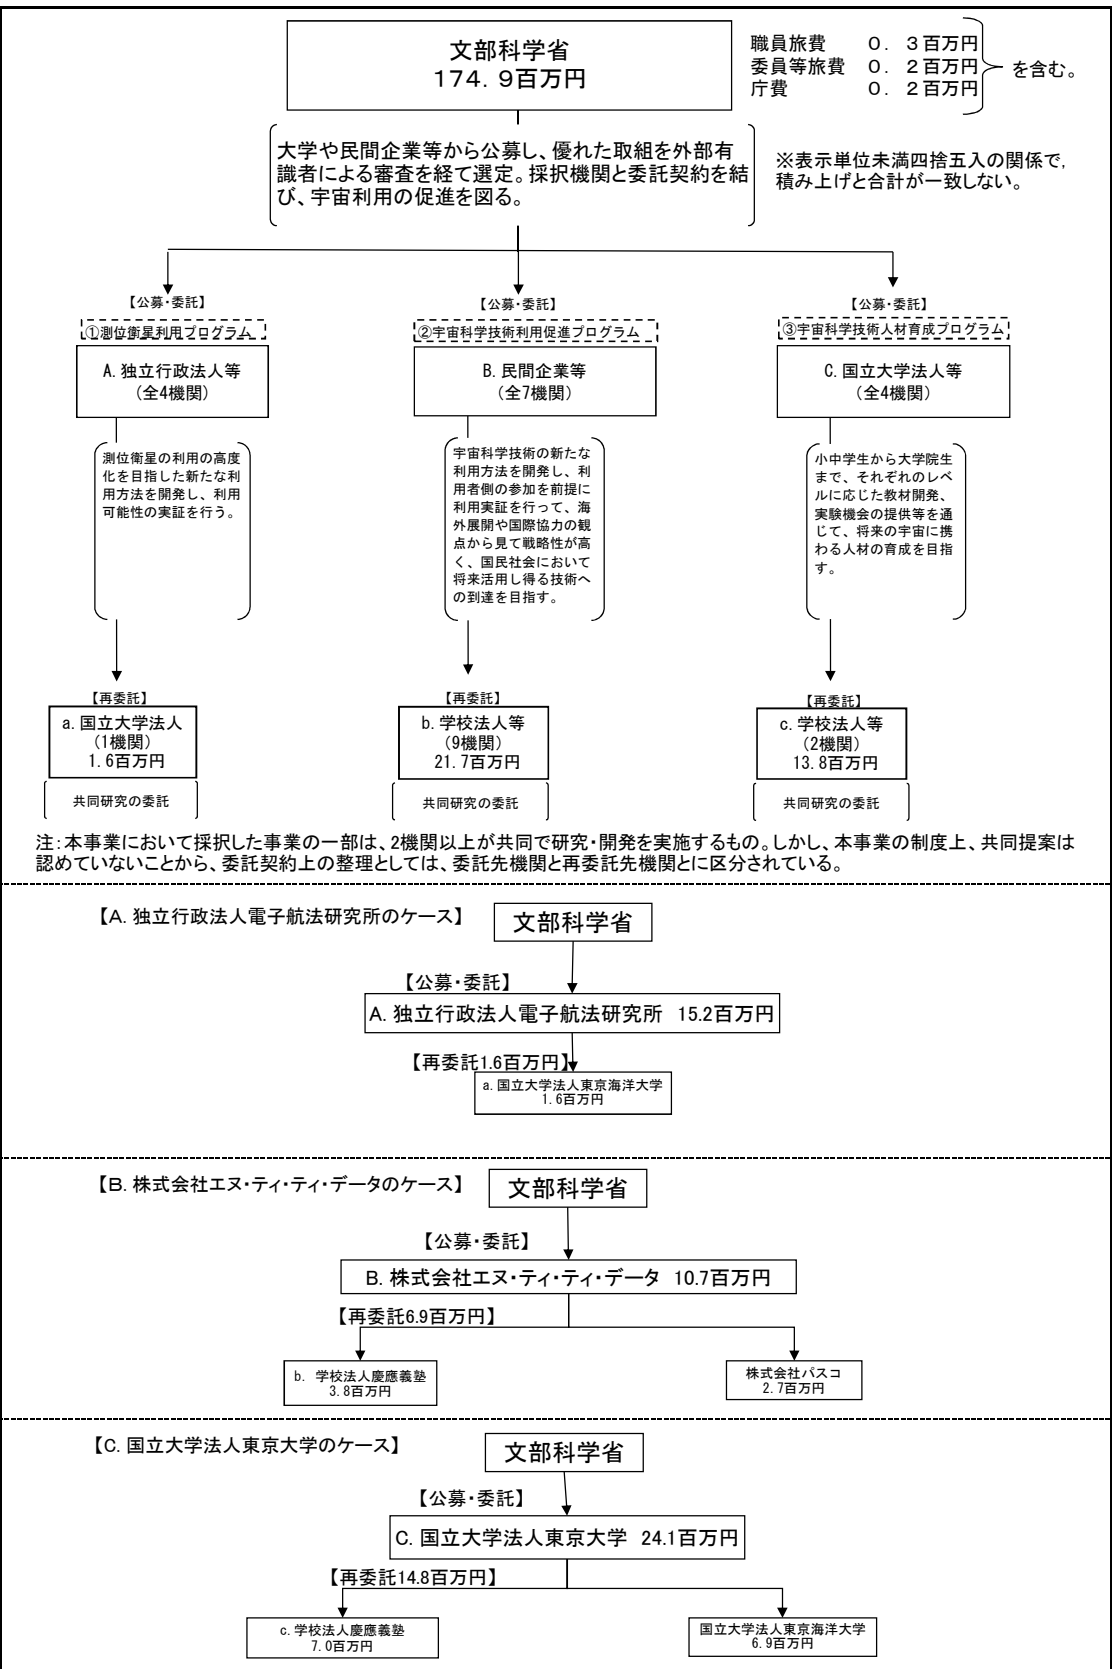 文部科学省
174．9百万円
職員旅費　　0．3百万円
委員等旅費　0．2百万円
庁費　　　　0．2百万円
を含む。
大学や民間企業等から公募し、優れた取組を外部有
識者による審査を経て選定。採択機関と委託契約を結
び、宇宙利用の促進を図る。
※表示単位未満四捨五入の関係で,
積み上げと合計が一致しない。
【公募・委託】
①測位衛星利用プログラム
A. 独立行政法人等
（全4機関）
測位衛星の利用の高度
化を目指した新たな利
用方法を開発し、利用
可能性の実証を行う。
【再委託】
a. 国立大学法人
（1機関）
1.6百万円
共同研究の委託
【公募・委託】
②宇宙科学技術利用促進プログラム
B. 民間企業等
（全7機関）
宇宙科学技術の新たな
利用方法を開発し、利
用者側の参加を前提に
利用実証を行って、海
外展開や国際協力の観
点から見て戦略性が高
く、国民社会において
将来活用し得る技術へ
の到達を目指す。
【再委託】
b. 学校法人等
（9機関）
21.7百万円
共同研究の委託
【公募・委託】
③宇宙科学技術人材育成プログラム
C. 国立大学法人等
（全4機関）
小中学生から大学院生
まで、それぞれのレベ
ルに応じた教材開発、
実験機会の提供等を通
じて、将来の宇宙に携
わる人材の育成を目指
す。
【再委託】
c. 学校法人等
（2機関）
13.8百万円
共同研究の委託
注：本事業において採択した事業の一部は、2機関以上が共同で研究・開発を実施するもの。しかし、本事業の制度上、共同提案は
認めていないことから、委託契約上の整理としては、委託先機関と再委託先機関とに区分されている。
【A. 独立行政法人電子航法研究所のケース】
文部科学省
【公募・委託】
A. 独立行政法人電子航法研究所　15.2百万円
【再委託1.6百万円】
a. 国立大学法人東京海洋大学
1.6百万円
【B. 株式会社エヌ・ティ・ティ・データのケース】
文部科学省
【公募・委託】
B. 株式会社エヌ・ティ・ティ・データ　10.7百万円
【再委託6.9百万円】
b. 学校法人慶應義塾
3.8百万円
株式会社パスコ
2.7百万円
【C. 国立大学法人東京大学のケース】
文部科学省
【公募・委託】
C. 国立大学法人東京大学　24.1百万円
【再委託14.8百万円】
c. 学校法人慶應義塾
7.0百万円
国立大学法人東京海洋大学
6.9百万円